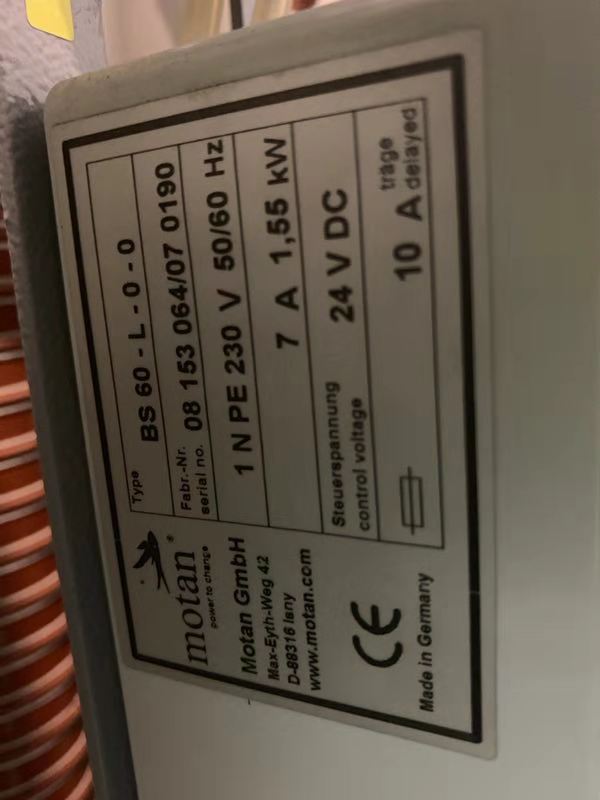 motan®
power to change
Motan GmbH
Max-Eyth-Weg 42
D-88316 Isny
www.motan.com
CE
Made in Germany
Type
BS 60 - L - 0 - 0
Fabr.-Nr.
serial no. 08 153 064/07 0190
1 N PE 230 V 50/60 Hz
7 A 1,55 kW
Steuerspannung
control voltage 24 V DC
10 A träge
delayed